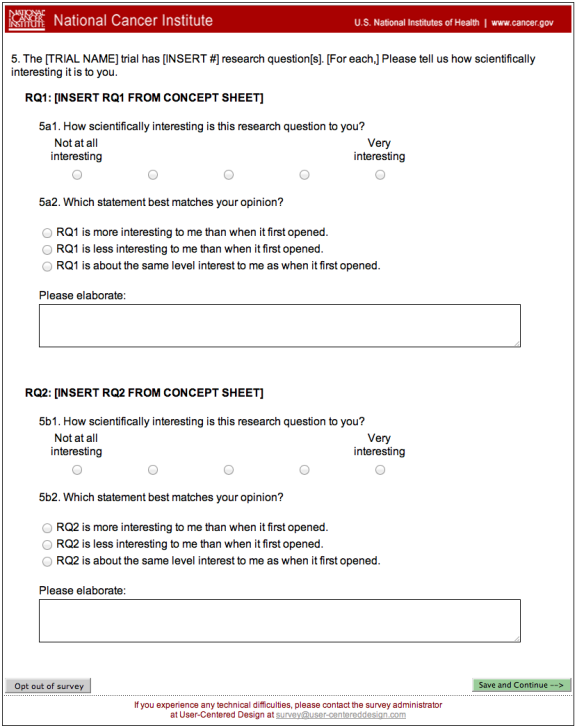 NATIONAL
CANCER
INSTITUTE
National Cancer Institute
U.S. National Institutes of Health | www.cancer.gov
5. The [TRIAL NAME] trial has [INSERT #] research question[s]. [For each,] Please tell us how scientifically
interesting it is to you.
RQ1: [INSERT RQ1 FROM CONCEPT SHEET]
5a1. How scientifically interesting is this research question to you?
Not at all Very
interesting interesting
5a2. Which statement best matches your opinion?
RQ1 is more interesting to me than when it first opened.
RQ1 is less interesting to me than when it first opened.
RQ1 is about the same level interest to me as when it first opened.
Please elaborate:
RQ2: [INSERT RQ2 FROM CONCEPT SHEET]
5b1. How scientifically interesting is this research question to you?
Not at all Very
interesting interesting
5b2. Which statement best matches your opinion?
RQ2 is more interesting to me than when it first opened.
RQ2 is less interesting to me than when it first opened.
RQ2 is about the same level interest to me as when it first opened.
Please elaborate:
Opt out of survey Save and Continue -->
If you experience any technical difficulties, please contact the survey administrator
at User-Centered Design at survey@user-centereddesign.com